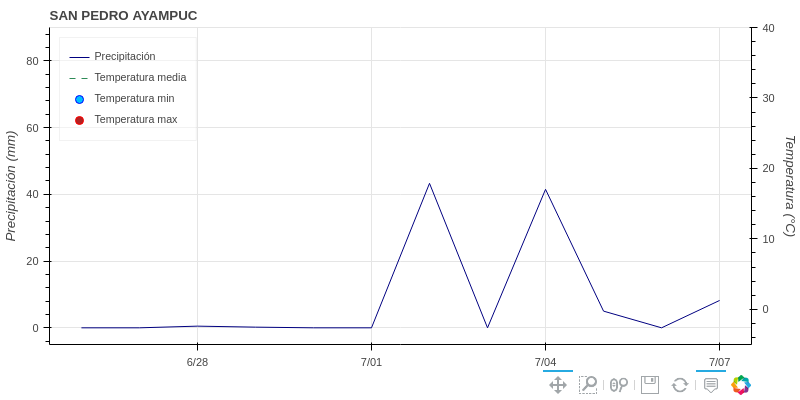 SAN PEDRO AYAMPUC
Precipitación
Temperatura media
Temperatura min
Temperatura max
Precipitación (mm)
80
60
40
20
0
Temperatura (°C)
40
30
20
10
0
6/28
7/01
7/04
7/07